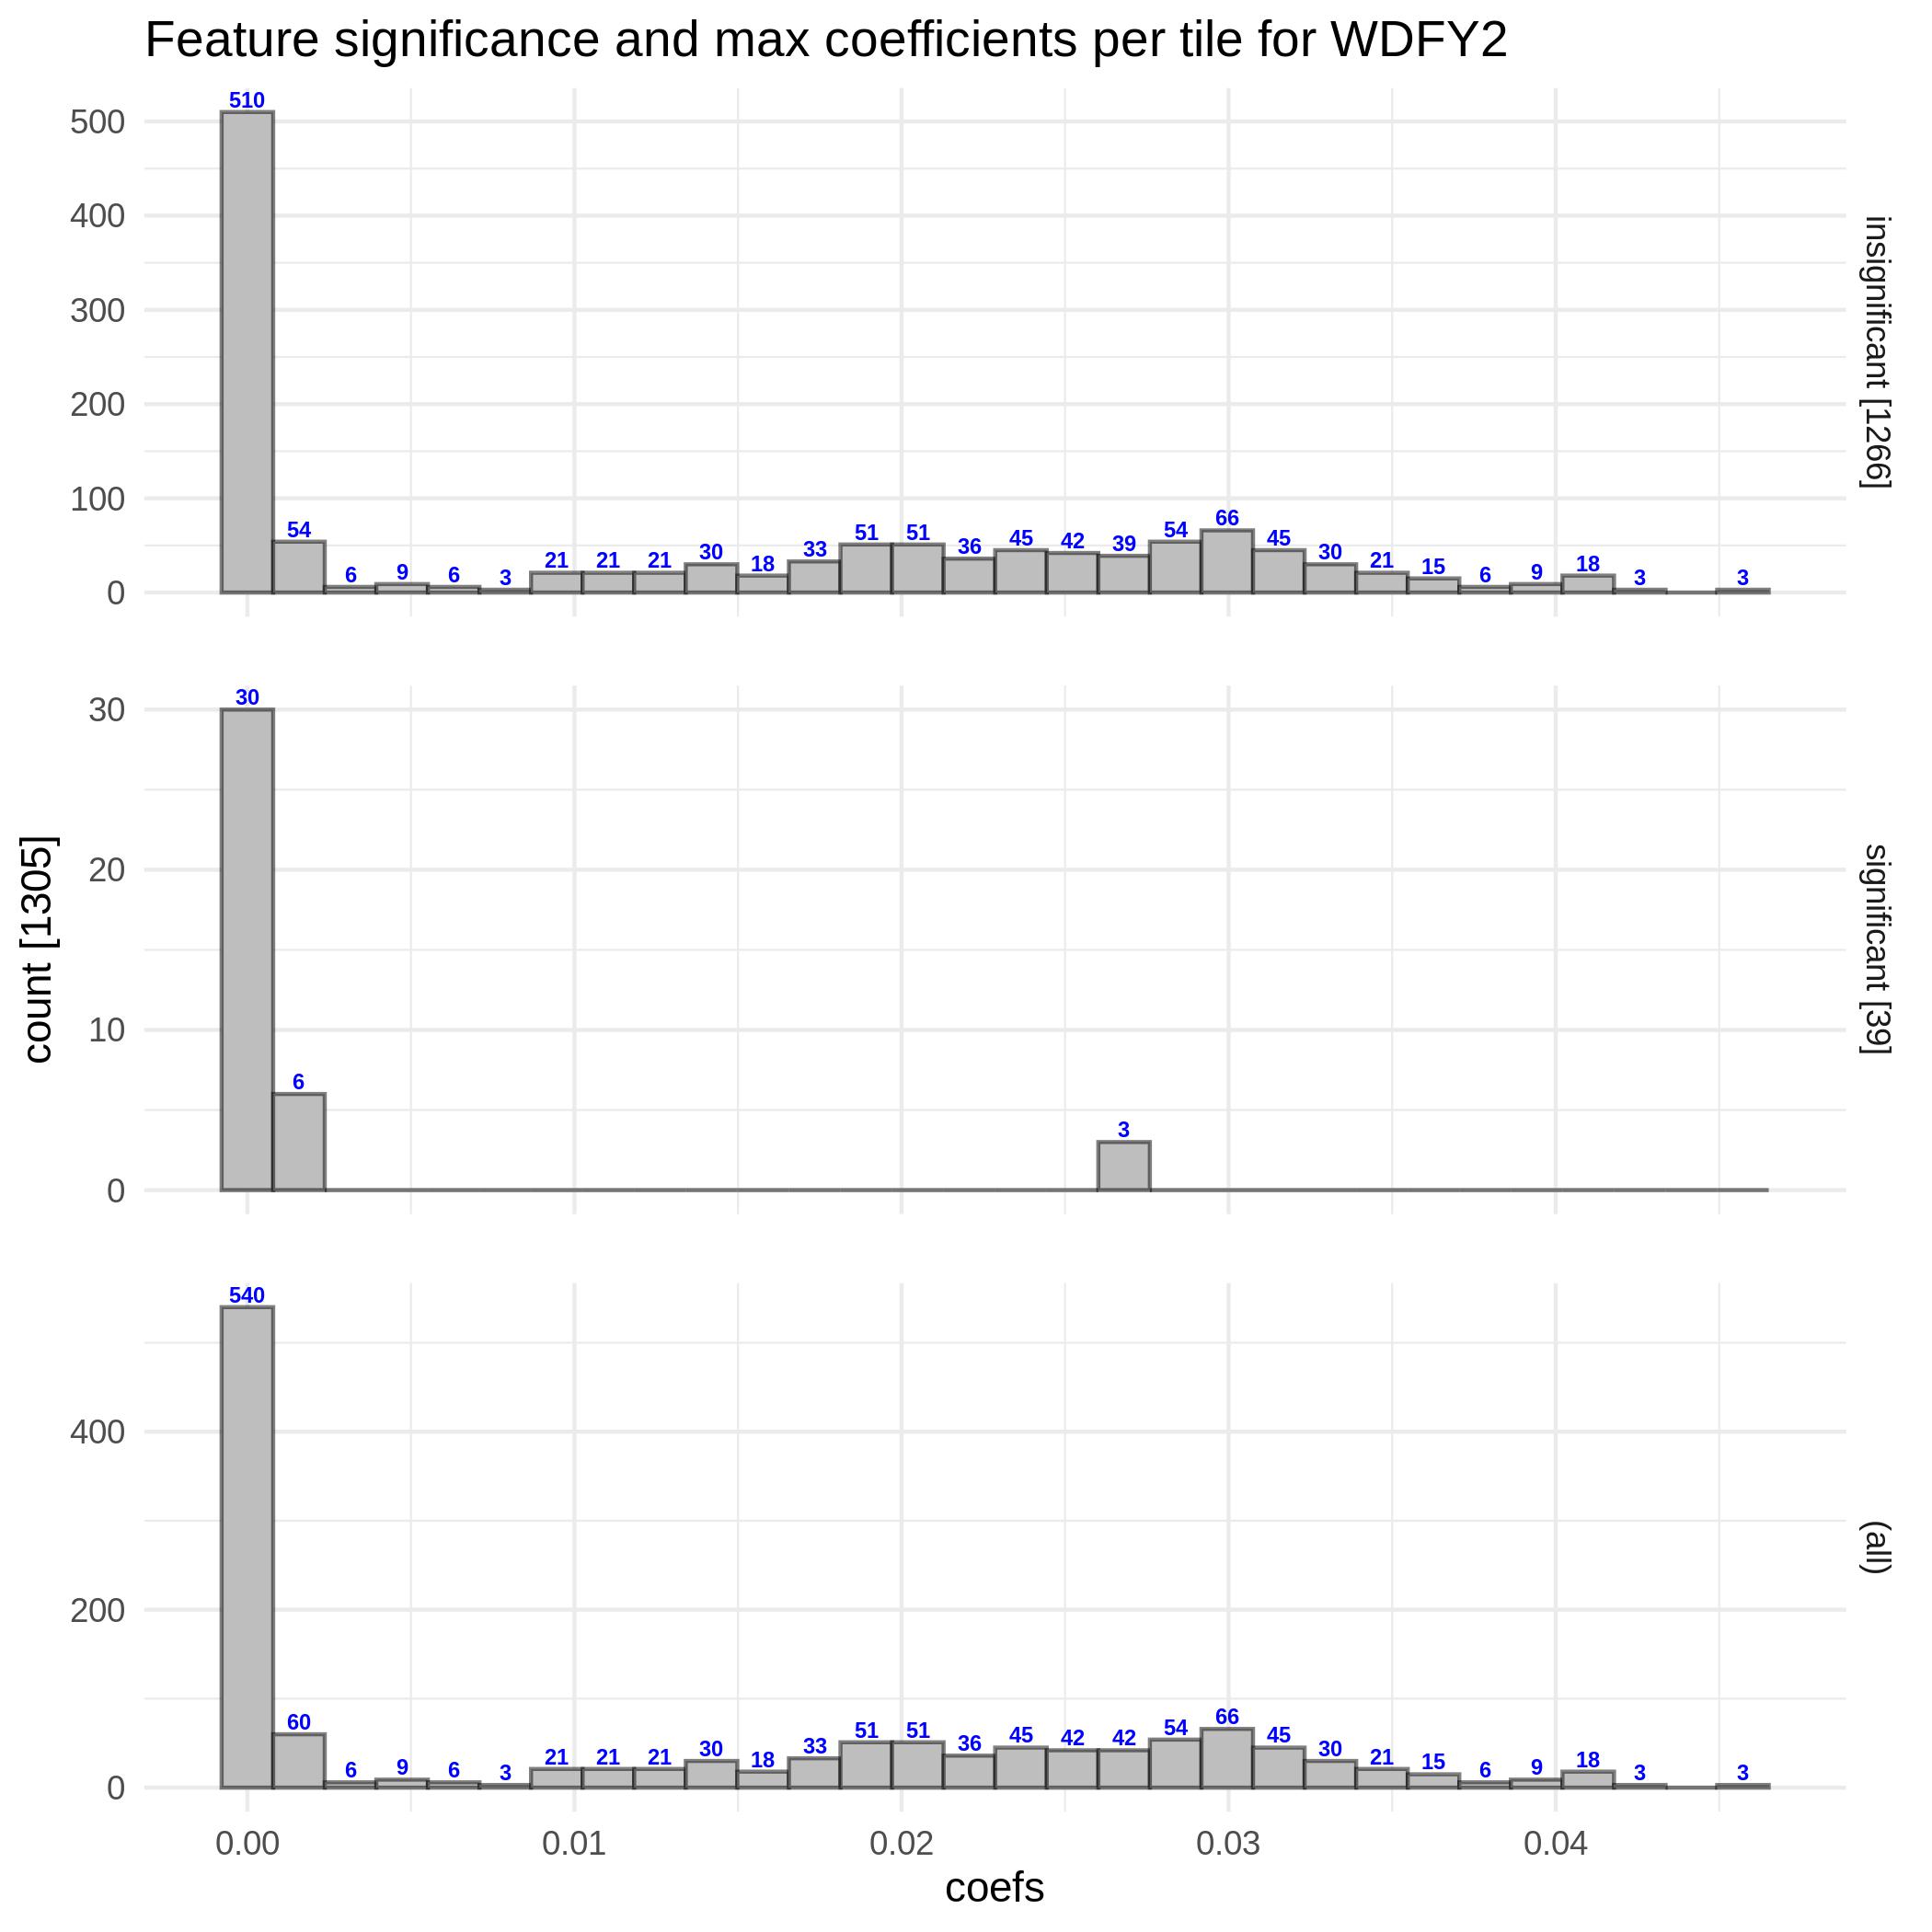 Feature significance and max coefficients per tile for WDFY2
510
500
400
300
200
100
0
54 6 9 6 3 21 21 21 30 18 33 51 51 36 45 42 39 54 66 45 30 21 15 6 9 18 3 3
insignificant [1266]
30
30
20
10
0
6 3
significant [39]
count [1305]
540
400
200
0
60 6 9 6 3 21 21 21 30 18 33 51 51 36 45 42 42 54 66 45 30 21 15 6 9 18 3 3
(all)
0.00 0.01 0.02 0.03 0.04
coefs